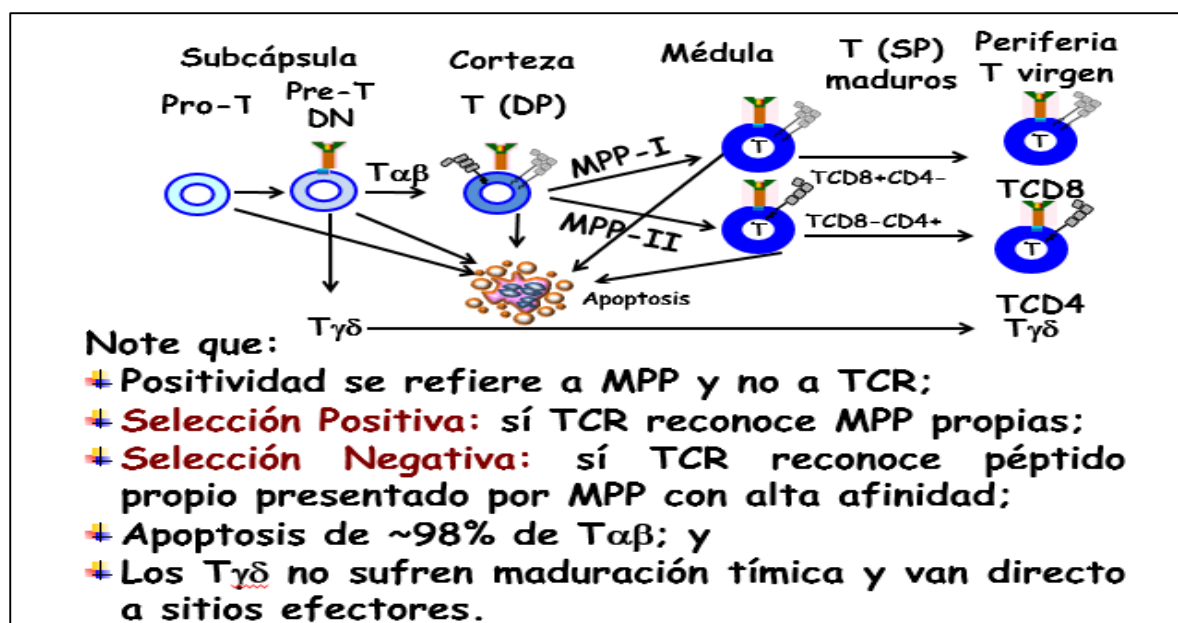 Subcápsula
Corteza
Médula
T (SP)
maduros
Periferia
T virgen
Pro-T
Pre-T
DN
T (DP)
Tαβ
MPP-I
MPP-II
T
T
TCD8+CD4-
TCD8-CD4+
T
TCD8
T
TCD4
Apoptosis
Tγδ
Tγδ
Note que:
Positividad se refiere a MPP y no a TCR;
Selección Positiva: sí TCR reconoce MPP propias;
Selección Negativa: sí TCR reconoce péptido
propio presentado por MPP con alta afinidad;
Apoptosis de ~98% de Tαβ; y
Los Tγδ no sufren maduración tímica y van directo
a sitios efectores.